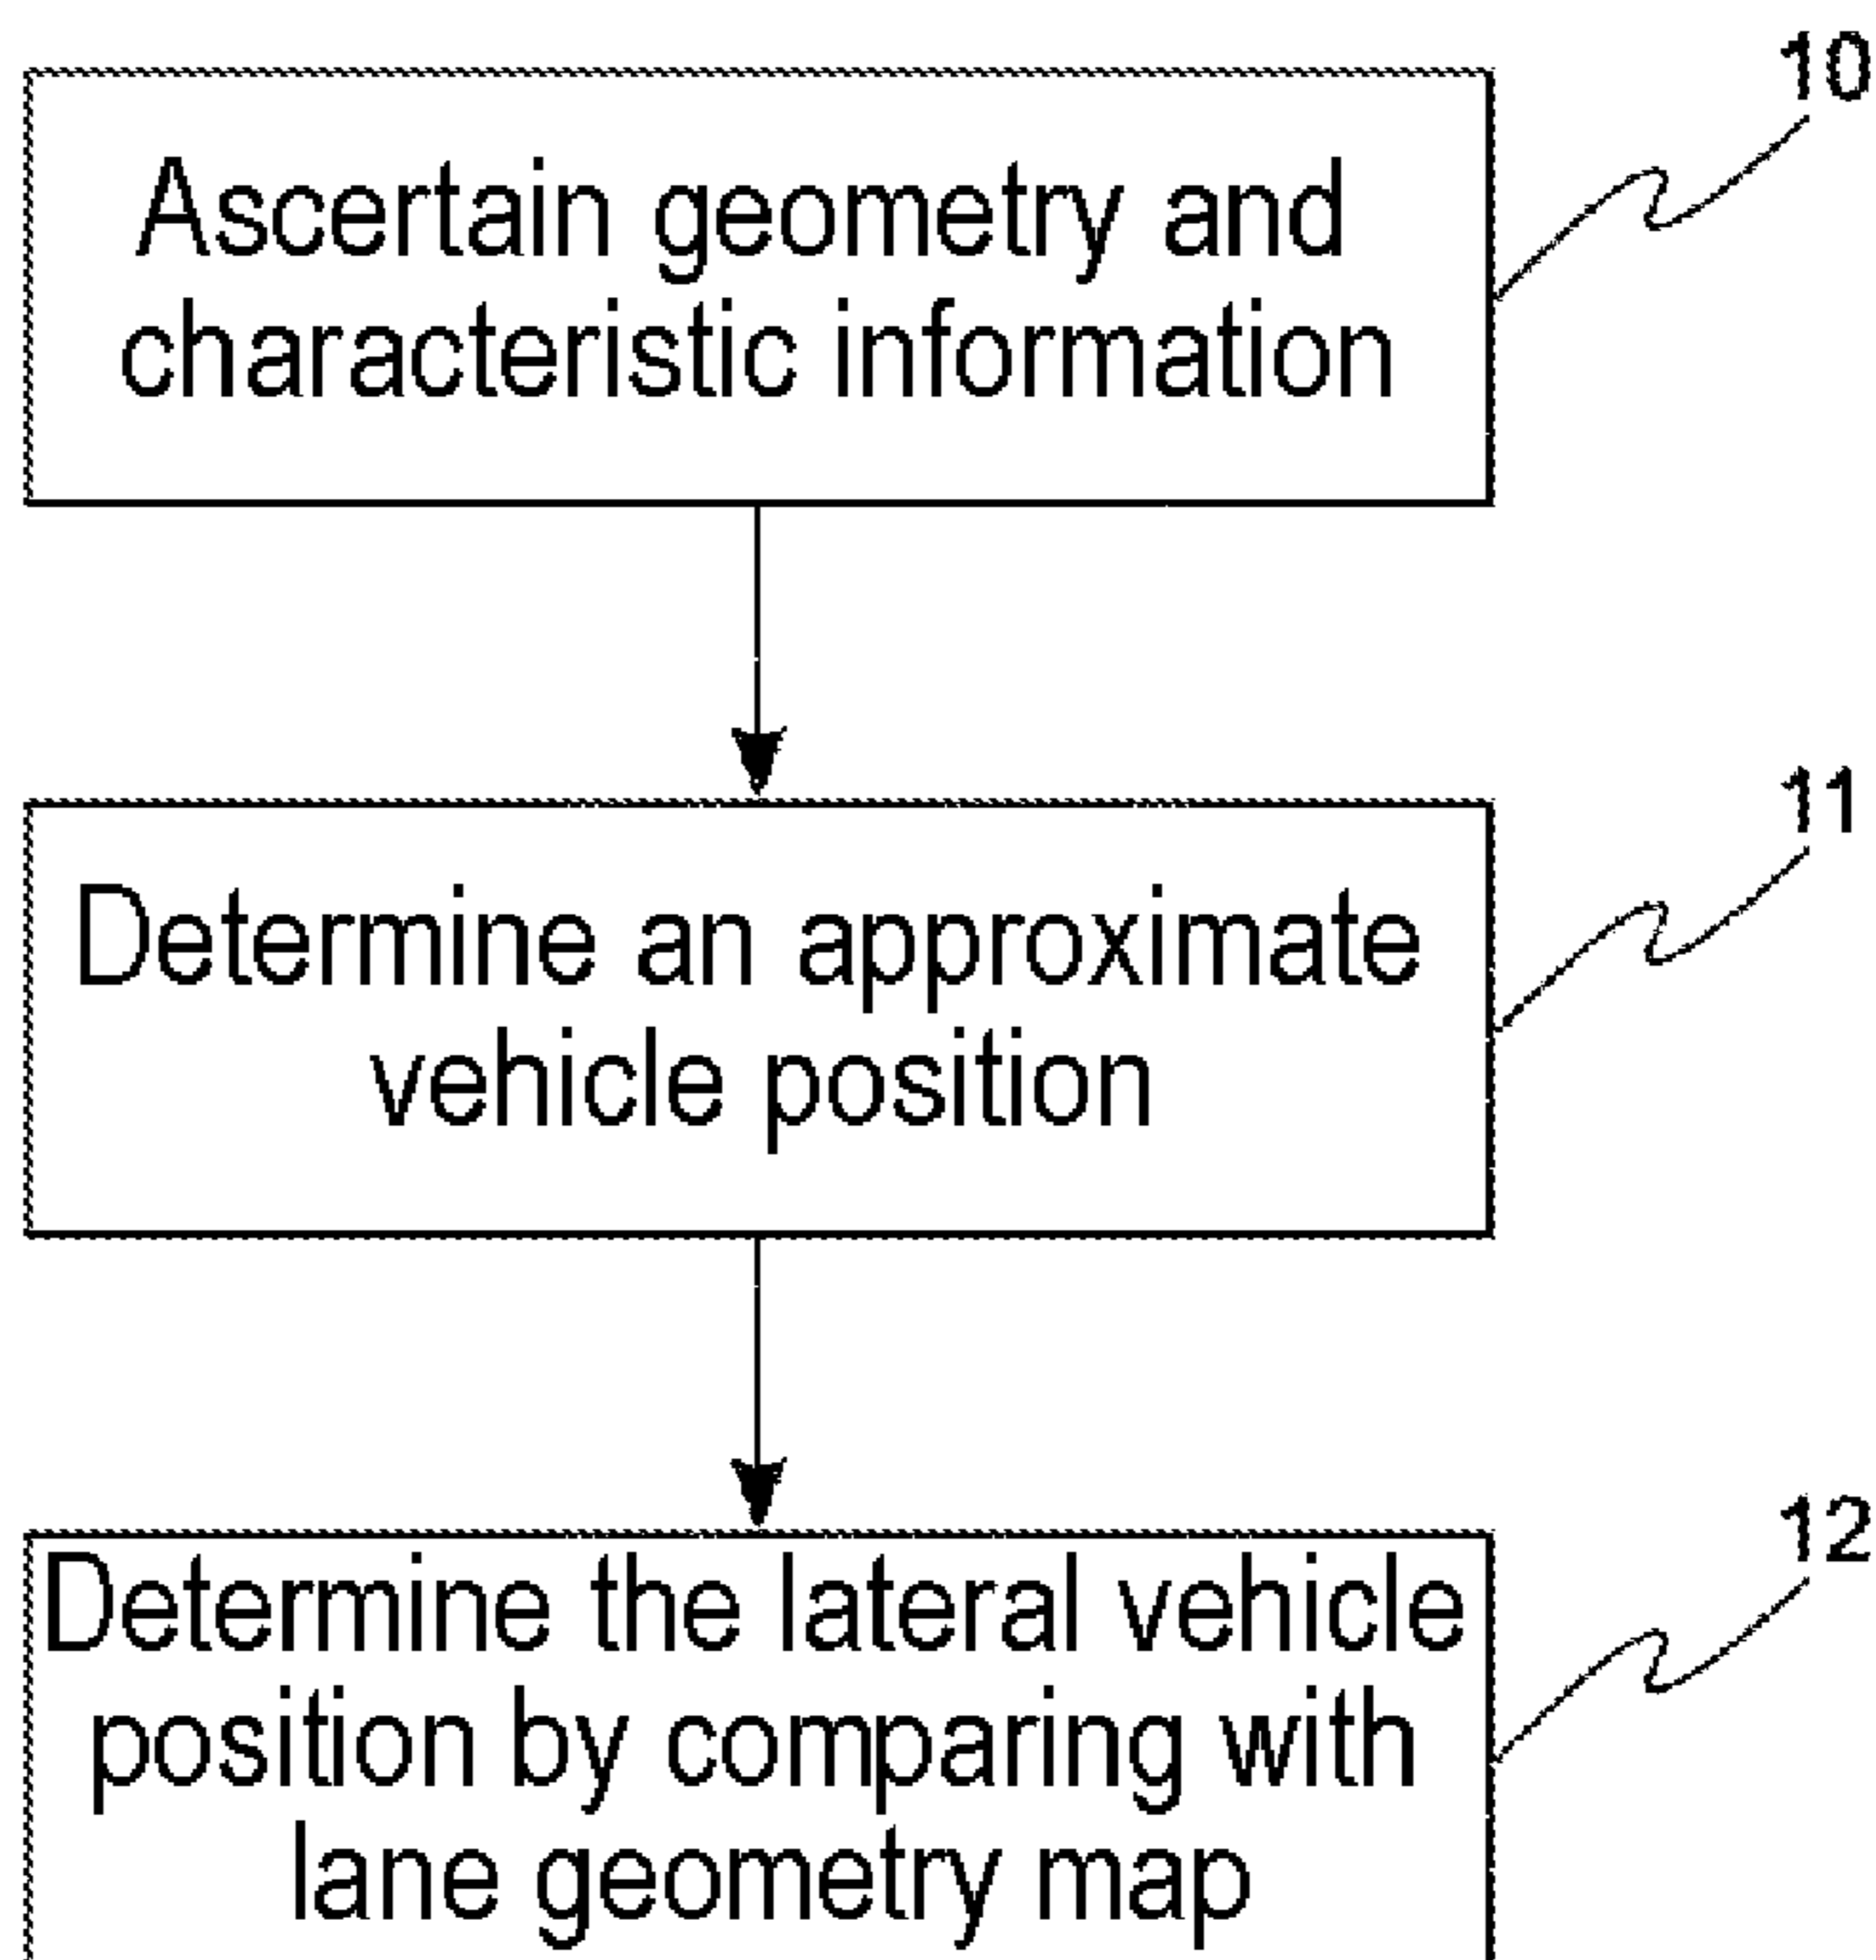 10
Ascertain geometry and
characteristic information
11
Determine an approximate
vehicle position
12
Determine the lateral vehicle
position by comparing with
lane geometry map